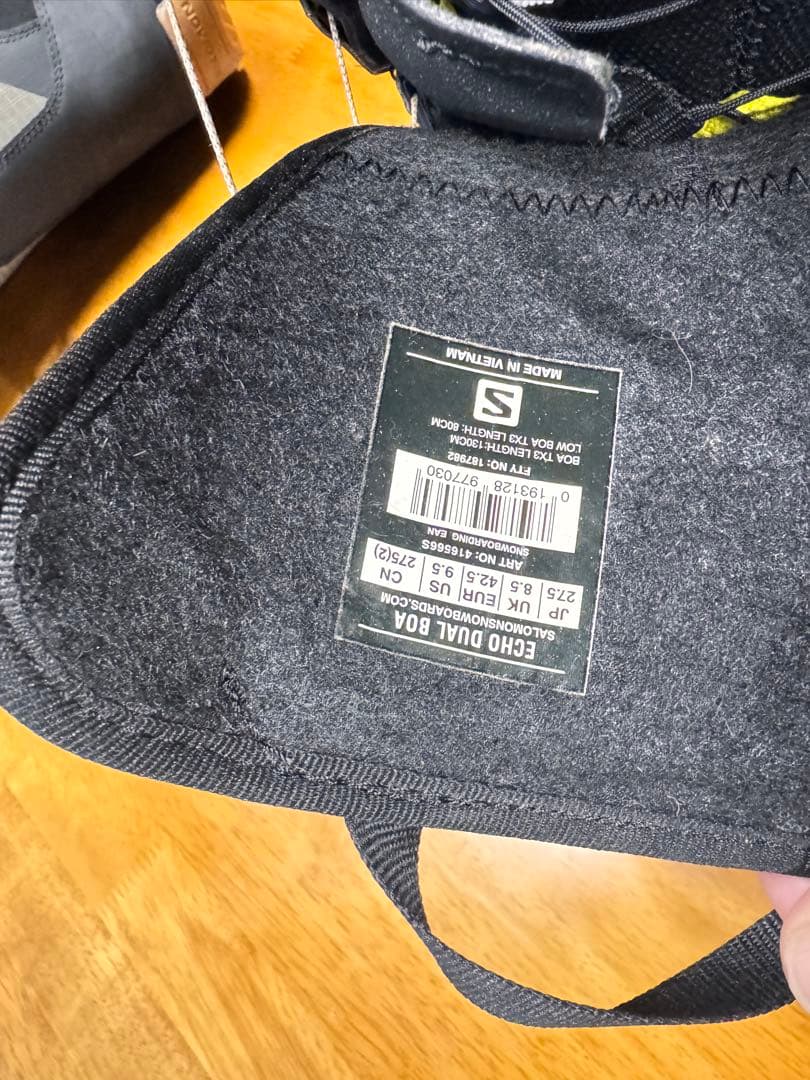 ECHO DUAL BOA
SALOMONSNOWBOARDS.COM
JP UK EUR US CN
27.5 8.5 42.5 9.5 275(2)
ART NO: 416566S
SNOWBOARDING EAN
0 193128 977030
FTY NO: 187982
BOA TX3 LENGTH:130CM
LOW BOA TX3 LENGTH: 80CM
MADE IN VIETNAM